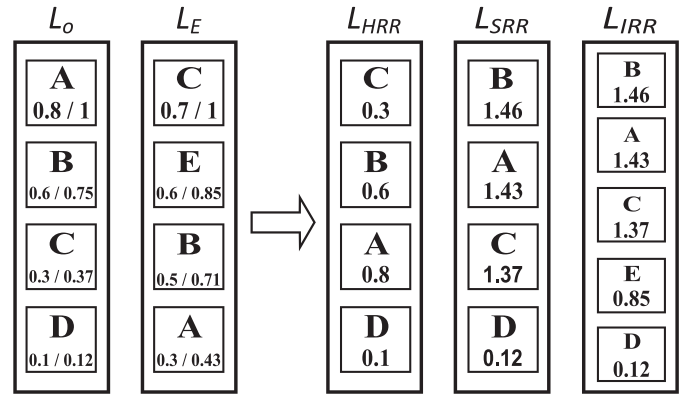 L_O L_E L_HRR L_SRR L_IRR
A
0.8 / 1
B
0.6 / 0.75
C
0.3 / 0.37
D
0.1 / 0.12
C
0.7 / 1
E
0.6 / 0.85
B
0.5 / 0.71
A
0.3 / 0.43
C
0.3
B
0.6
A
0.8
D
0.1
B
1.46
A
1.43
C
1.37
D
0.12
B
1.46
A
1.43
C
1.37
E
0.85
D
0.12